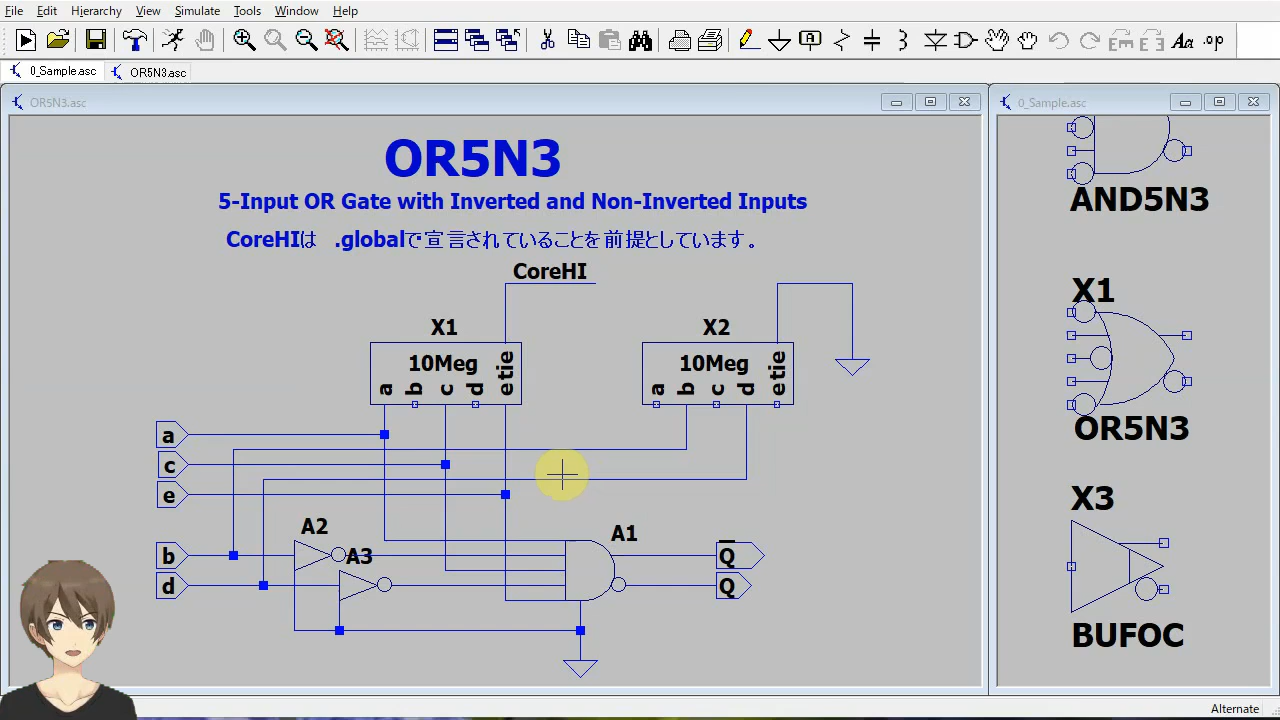 File Edit Hierarchy View Simulate Tools Window Help
A .op
0_Sample.asc OR5N3.asc
OR5N3.asc
OR5N3
5-Input OR Gate with Inverted and Non-Inverted Inputs
CoreHIは .globalで宣言されていることを前提としています。
CoreHI
X1
10Meg
a b c d e tie
X2
10Meg
a b c d e tie
a
c
e
b
d
A2
A3
A1
Q
Q
0_Sample.asc
AND5N3
X1
OR5N3
X3
BUFOC
Alternate